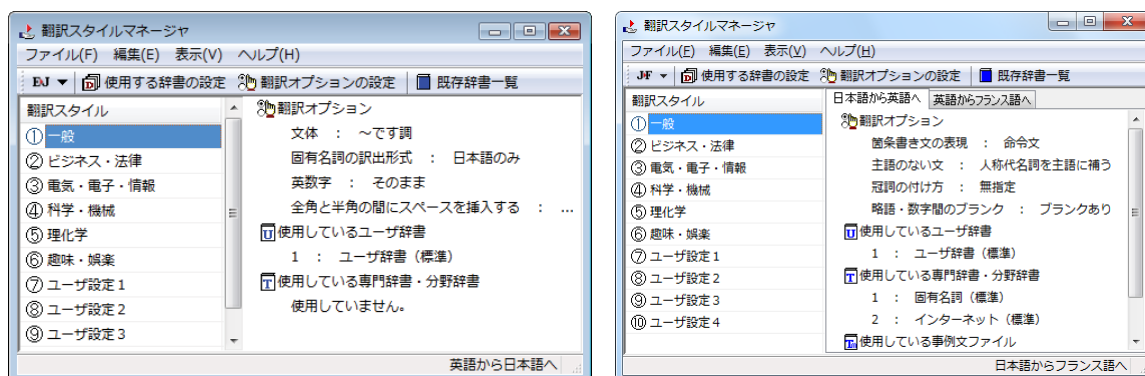 翻訳スタイルマネージャ
ファイル(F) 編集(E) 表示(V) ヘルプ(H)
EJ 使用する辞書の設定 翻訳オプションの設定 既存辞書一覧
翻訳スタイル
① 一般
② ビジネス・法律
③ 電気・電子・情報
④ 科学・機械
⑤ 理化学
⑥ 趣味・娯楽
⑦ ユーザ設定1
⑧ ユーザ設定2
⑨ ユーザ設定3
翻訳オプション
文体 : ~です調
固有名詞の訳出形式 : 日本語のみ
英数字 : そのまま
全角と半角の間にスペースを挿入する : ...
U 使用しているユーザ辞書
1 : ユーザ辞書(標準)
T 使用している専門辞書・分野辞書
使用していません。
英語から日本語へ
翻訳スタイルマネージャ
ファイル(F) 編集(E) 表示(V) ヘルプ(H)
JF 使用する辞書の設定 翻訳オプションの設定 既存辞書一覧
翻訳スタイル
① 一般
② ビジネス・法律
③ 電気・電子・情報
④ 科学・機械
⑤ 理化学
⑥ 趣味・娯楽
⑦ ユーザ設定1
⑧ ユーザ設定2
⑨ ユーザ設定3
⑩ ユーザ設定4
日本語から英語へ 英語からフランス語へ
翻訳オプション
箇条書き文の表現 : 命令文
主語のない文 : 人称代名詞を主語に補う
冠詞の付け方 : 無指定
略語・数字間のブランク : ブランクあり
U 使用しているユーザ辞書
1 : ユーザ辞書(標準)
T 使用している専門辞書・分野辞書
1 : 固有名詞(標準)
2 : インターネット(標準)
使用している事例文ファイル
日本語からフランス語へ